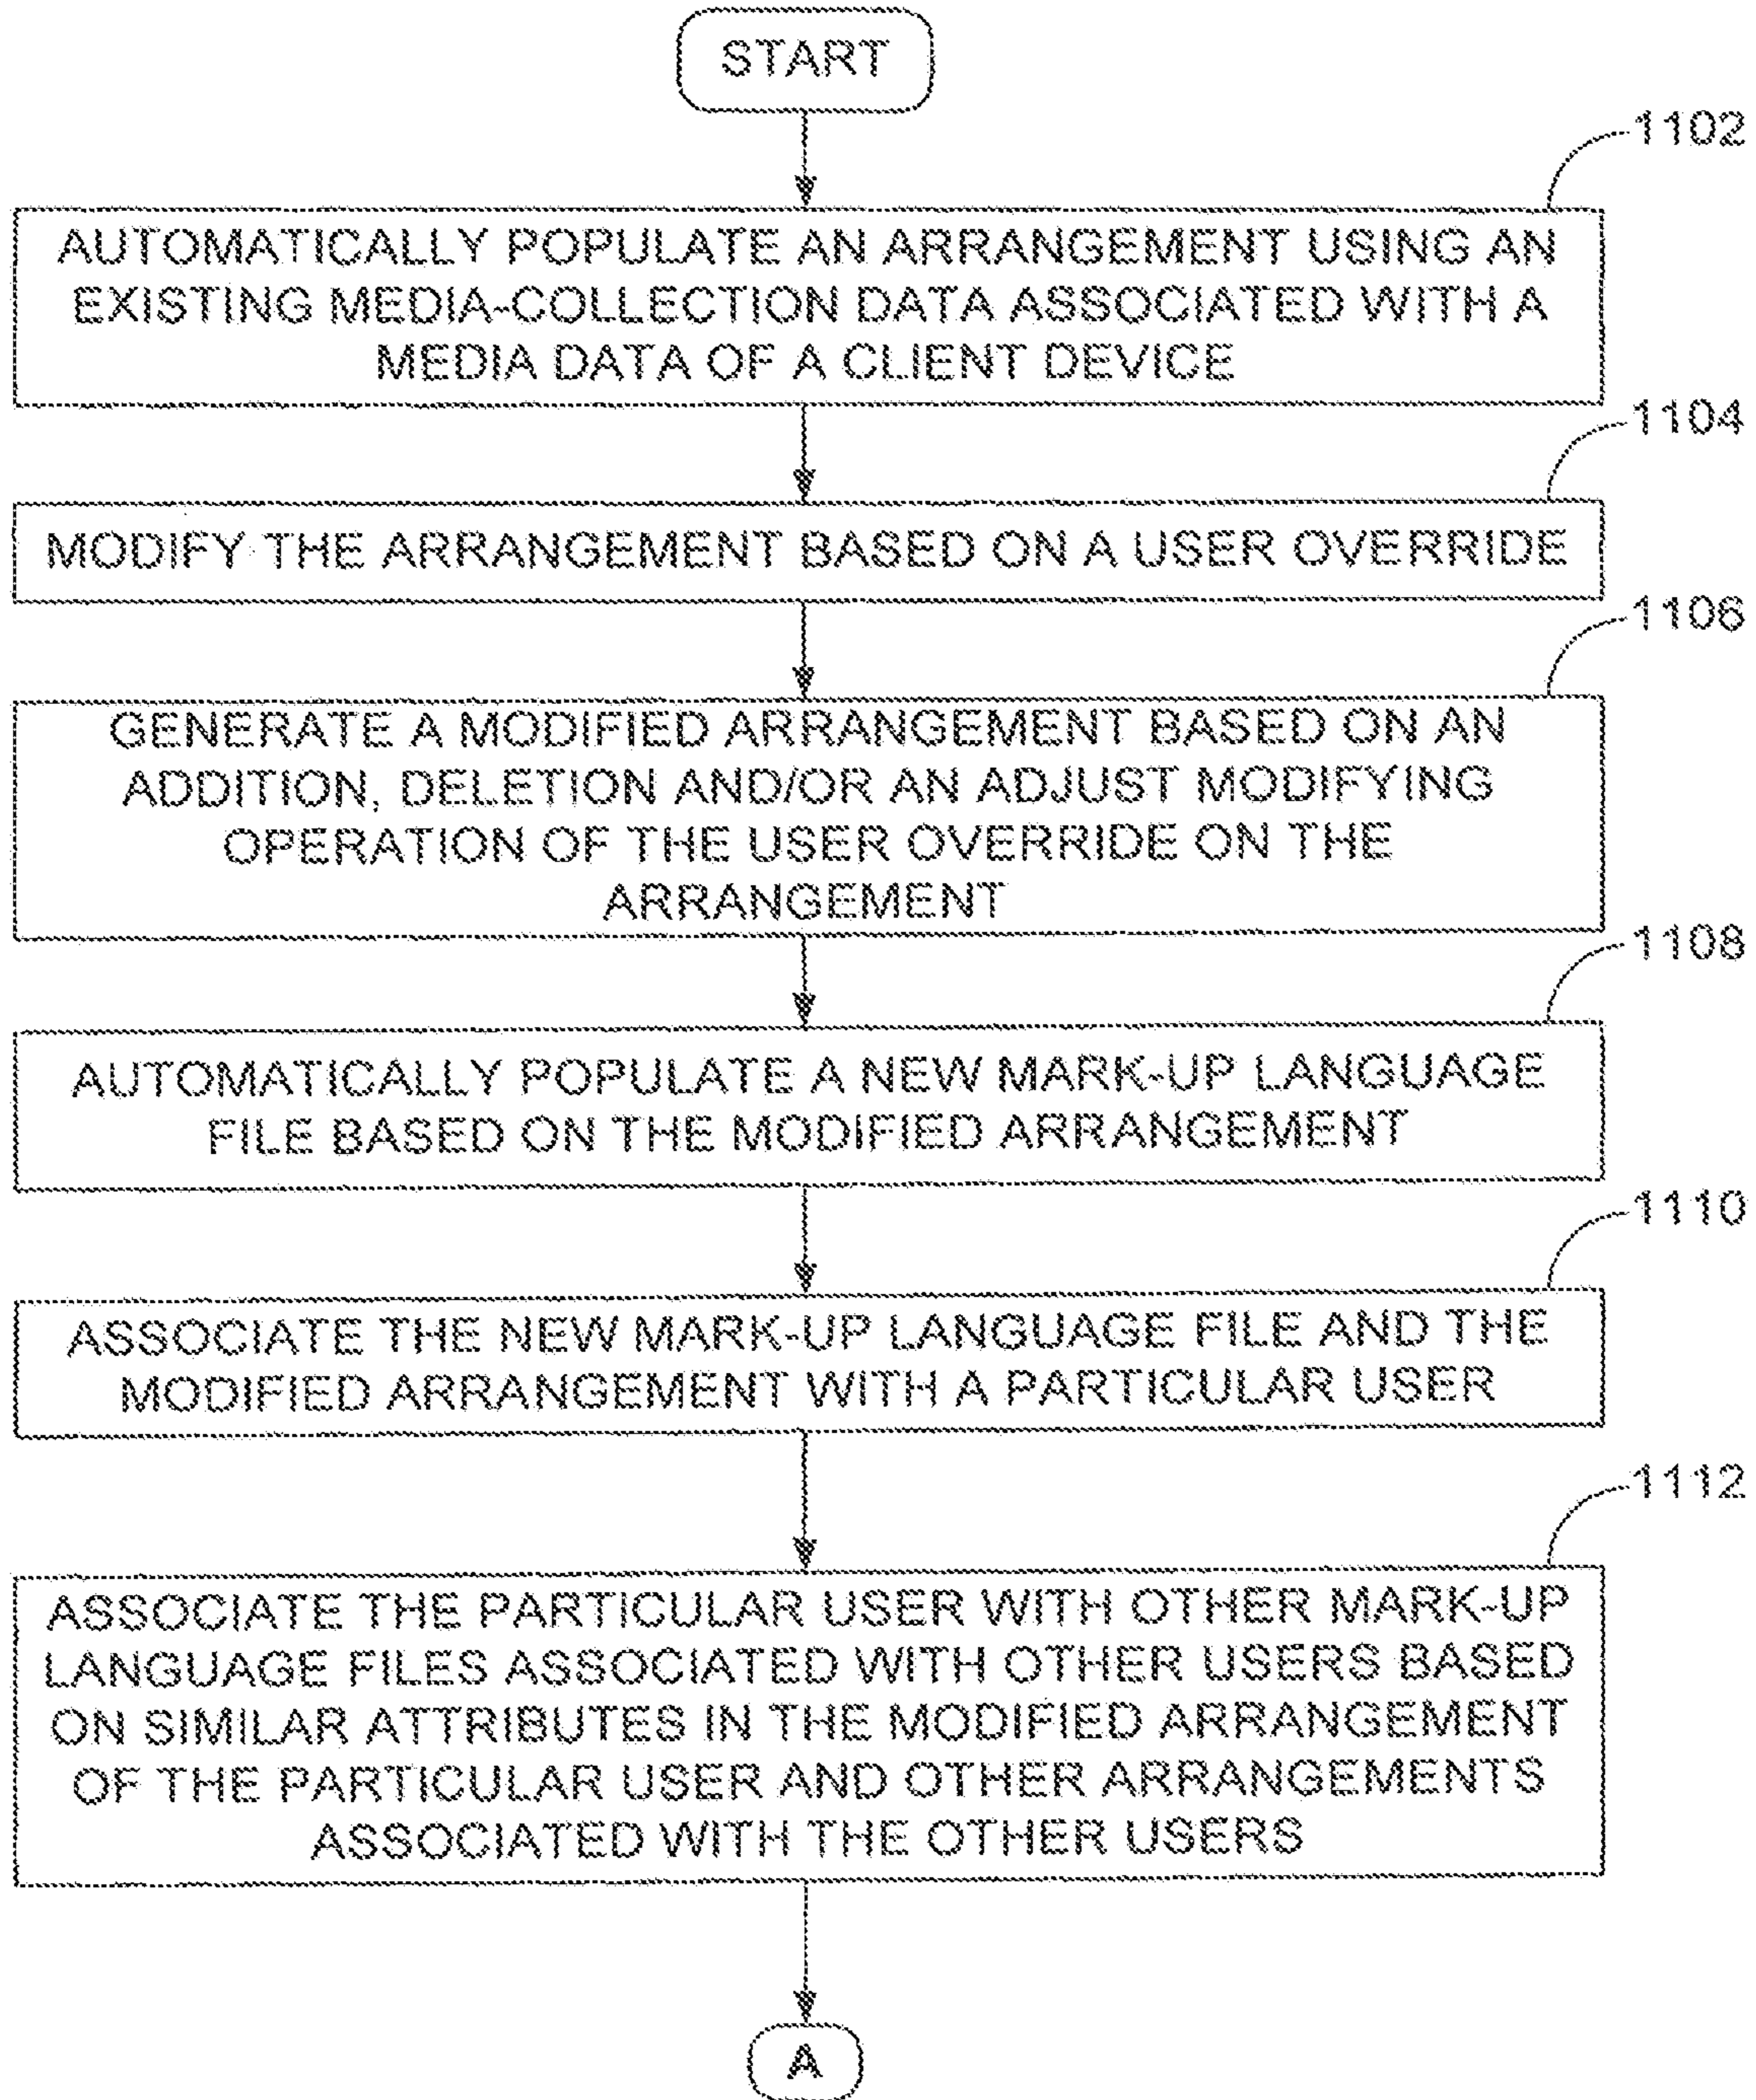 START
1102
AUTOMATICALLY POPULATE AN ARRANGEMENT USING AN
EXISTING MEDIA-COLLECTION DATA ASSOCIATED WITH A
MEDIA DATA OF A CLIENT DEVICE
1104
MODIFY THE ARRANGEMENT BASED ON A USER OVERRIDE
1106
GENERATE A MODIFIED ARRANGEMENT BASED ON AN
ADDITION, DELETION AND/OR AN ADJUST MODIFYING
OPERATION OF THE USER OVERRIDE ON THE
ARRANGEMENT
1108
AUTOMATICALLY POPULATE A NEW MARK-UP LANGUAGE
FILE BASED ON THE MODIFIED ARRANGEMENT
1110
ASSOCIATE THE NEW MARK-UP LANGUAGE FILE AND THE
MODIFIED ARRANGEMENT WITH A PARTICULAR USER
1112
ASSOCIATE THE PARTICULAR USER WITH OTHER MARK-UP
LANGUAGE FILES ASSOCIATED WITH OTHER USERS BASED
ON SIMILAR ATTRIBUTES IN THE MODIFIED ARRANGEMENT
OF THE PARTICULAR USER AND OTHER ARRANGEMENTS
ASSOCIATED WITH THE OTHER USERS
A